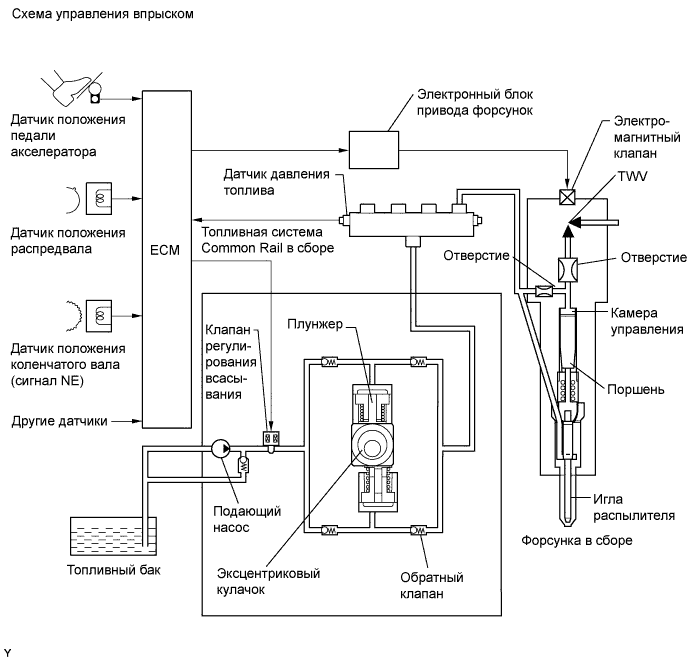 Схема управления впрыском
Электронный блок
привода форсунок
Электро-
магнитный
клапан
TWV
Датчик положения
педали
акселератора
Датчик давления
топлива
Датчик положения
распредвала
ECM
Топливная система
Common Rail в сборе
Отверстие
Отверстие
Камера
управления
Клапан
регули-
рования
всасы-
вания
Плунжер
Датчик положения
коленчатого вала
(сигнал NE)
Поршень
Другие датчики
Подающий
насос
Игла
распылителя
Форсунка в сборе
Топливный бак
Эксцентриковый
кулачок
Обратный
клапан
Y